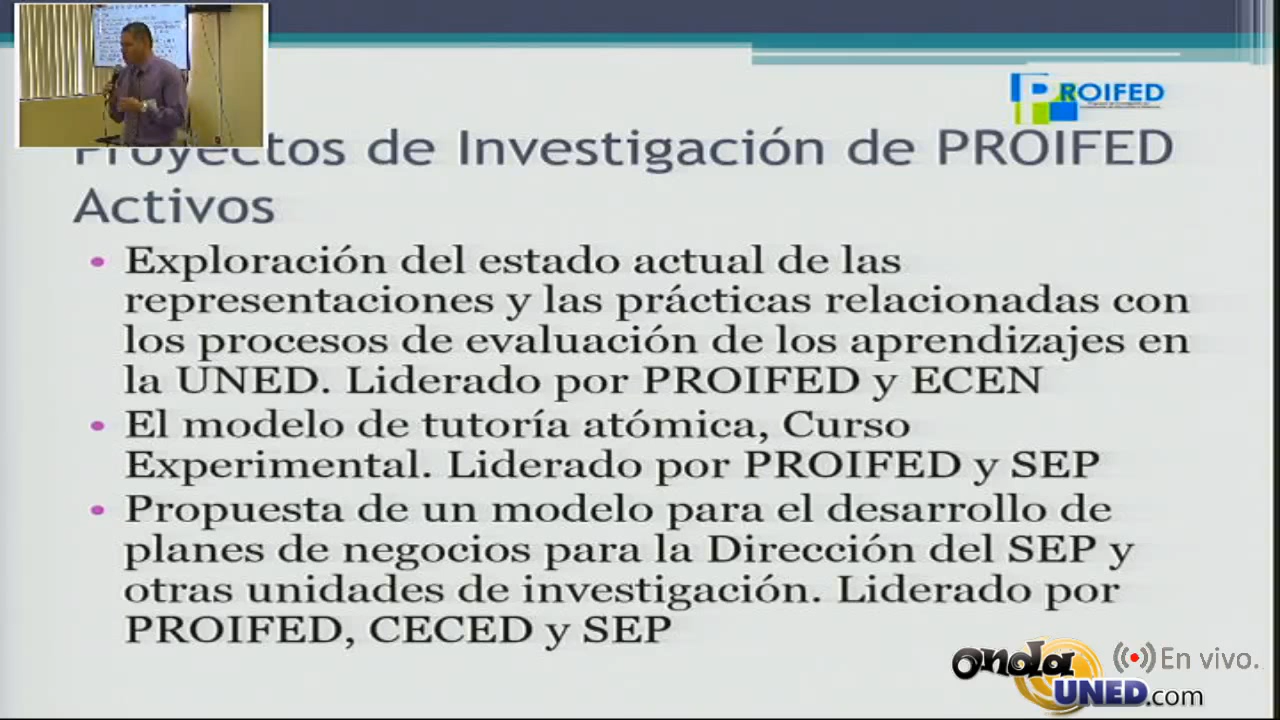 PROIFED
Proyectos de Investigación de PROIFED
Activos
• Exploración del estado actual de las
representaciones y las prácticas relacionadas con
los procesos de evaluación de los aprendizajes en
la UNED. Liderado por PROIFED y ECEN
• El modelo de tutoría atómica, Curso
Experimental. Liderado por PROIFED y SEP
• Propuesta de un modelo para el desarrollo de
planes de negocios para la Dirección del SEP y
otras unidades de investigación. Liderado por
PROIFED, CECED y SEP
onda
UNED.com
En vivo.